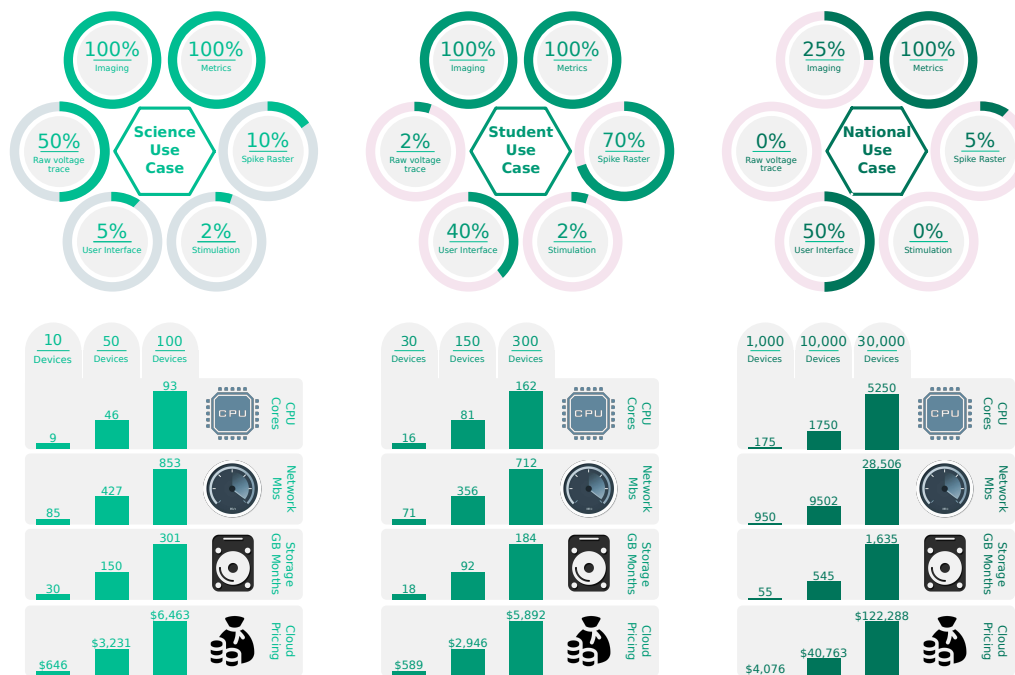 100%
Imaging
100%
Metrics
50%
Raw voltage
trace
Science
Use
Case
10%
Spike Raster
5%
User Interface
2%
Stimulation
10
Devices
50
Devices
100
Devices
9
46
93
CPU
CPU
Cores
85
427
853
Network
Mbs
30
150
301
Storage
GB Months
$646
$3,231
$6,463
Cloud
Pricing
100%
Imaging
100%
Metrics
2%
Raw voltage
trace
Student
Use
Case
70%
Spike Raster
40%
User Interface
2%
Stimulation
30
Devices
150
Devices
300
Devices
16
81
162
CPU
CPU
Cores
71
356
712
Network
Mbs
18
92
184
Storage
GB Months
$589
$2,946
$5,892
Cloud
Pricing
25%
Imaging
100%
Metrics
0%
Raw voltage
trace
National
Use
Case
5%
Spike Raster
50%
User Interface
0%
Stimulation
1,000
Devices
10,000
Devices
30,000
Devices
175
1750
5250
CPU
CPU
Cores
950
9502
28,506
Network
Mbs
55
545
1,635
Storage
GB Months
$4,076
$40,763
$122,288
Cloud
Pricing